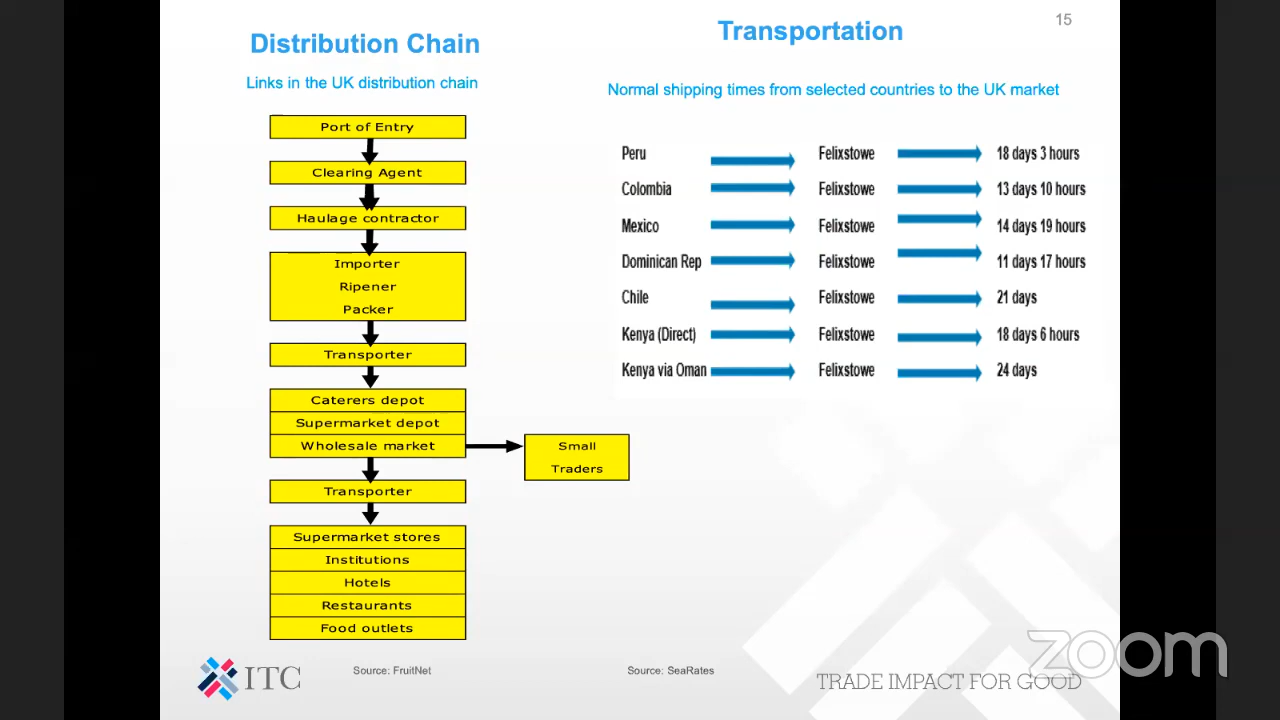 15
Distribution Chain
Links in the UK distribution chain
Port of Entry
Clearing Agent
Haulage contractor
Importer
Ripener
Packer
Transporter
Caterers depot
Supermarket depot
Wholesale market
Small
Traders
Transporter
Supermarket stores
Institutions
Hotels
Restaurants
Food outlets
Source: FruitNet
Transportation
Normal shipping times from selected countries to the UK market
Peru Felixstowe 18 days 3 hours
Colombia Felixstowe 13 days 10 hours
Mexico Felixstowe 14 days 19 hours
Dominican Rep Felixstowe 11 days 17 hours
Chile Felixstowe 21 days
Kenya (Direct) Felixstowe 18 days 6 hours
Kenya via Oman Felixstowe 24 days
Source: SeaRates
ITC
TRADE IMPACT FOR GOOD
zoom